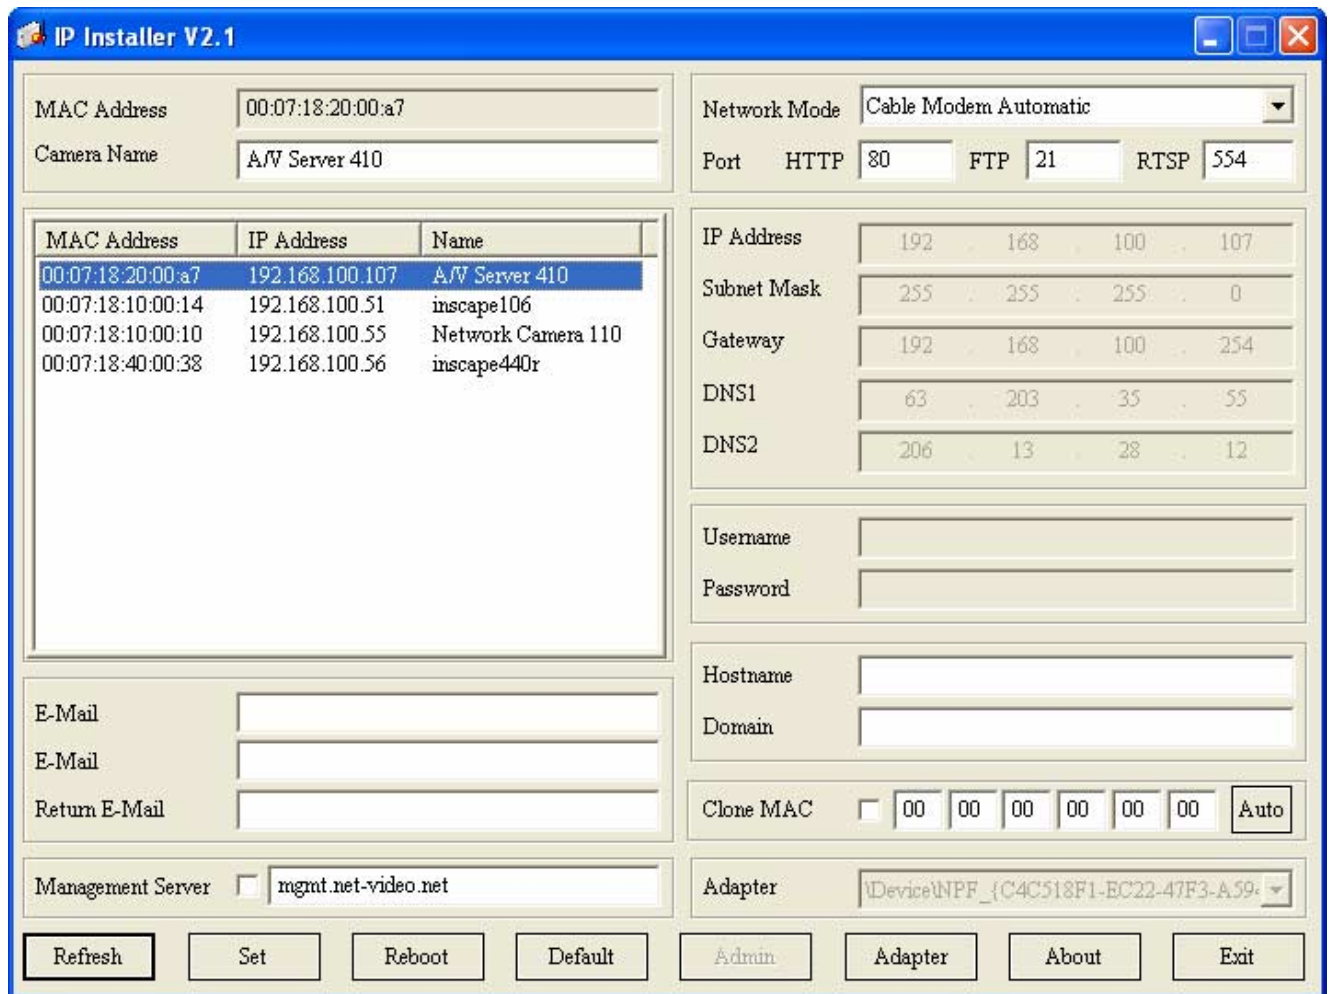 IP Installer V2.1
MAC Address 00:07:18:20:00:a7
Camera Name A/V Server 410
Network Mode Cable Modem Automatic
Port HTTP 80 FTP 21 RTSP 554
MAC Address IP Address Name
00:07:18:20:00:a7 192.168.100.107 A/V Server 410
00:07:18:10:00:14 192.168.100.51 inscape106
00:07:18:10:00:10 192.168.100.55 Network Camera 110
00:07:18:40:00:38 192.168.100.56 inscape440r
IP Address 192 . 168 . 100 . 107
Subnet Mask 255 . 255 . 255 . 0
Gateway 192 . 168 . 100 . 254
DNS1 63 . 203 . 35 . 55
DNS2 206 . 13 . 28 . 12
Username
Password
Hostname
Domain
E-Mail
E-Mail
Return E-Mail
Clone MAC 00 00 00 00 00 00 Auto
Management Server mgmt.net-video.net
Adapter \Device\NPF_{C4C518F1-EC22-47F3-A59
Refresh Set Reboot Default Admin Adapter About Exit